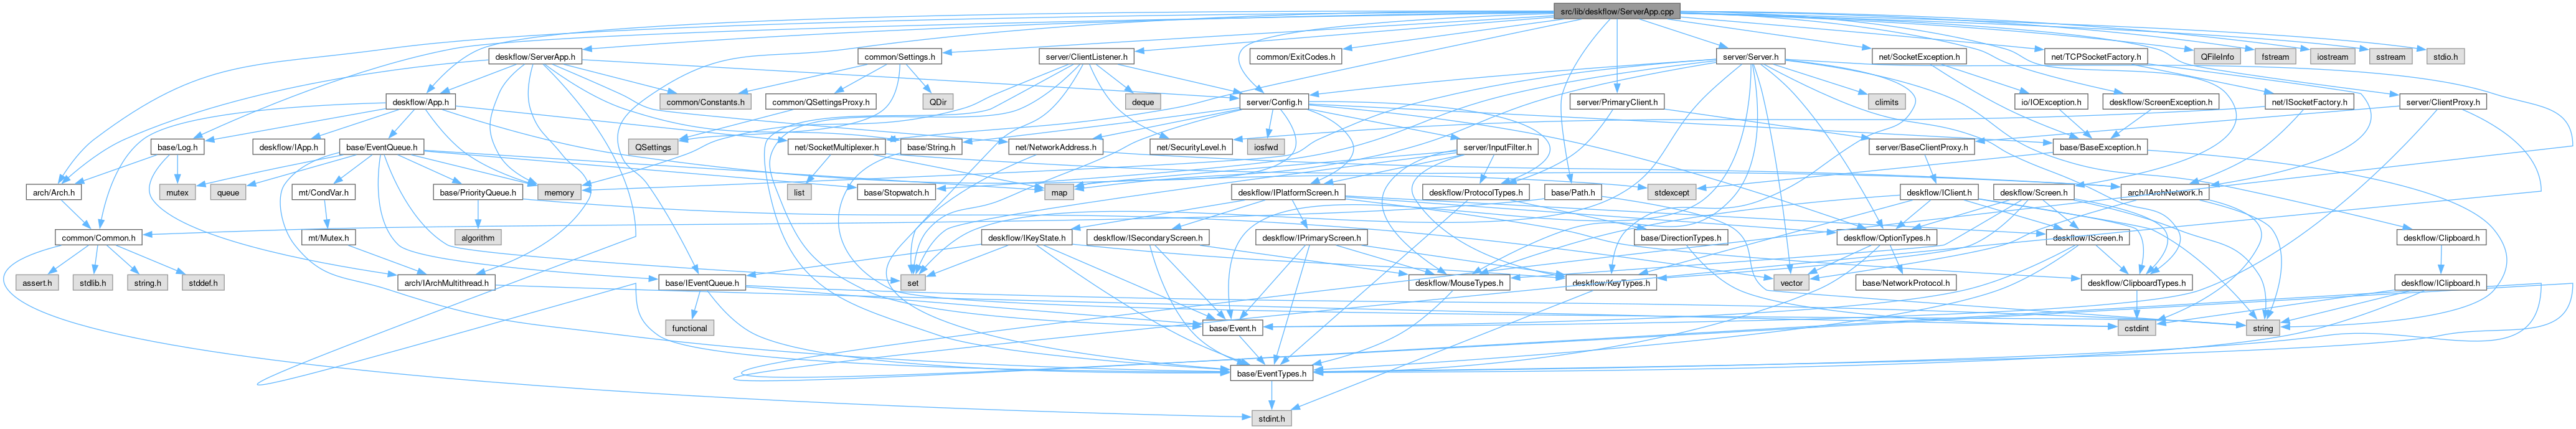 src/lib/deskflow/ServerApp.cpp
deskflow/ServerApp.h
common/Settings.h
server/ClientListener.h
common/ExitCodes.h
server/Server.h
net/SocketException.h
net/TCPSocketFactory.h
QFileInfo
fstream
iostream
sstream
stdio.h
deskflow/App.h
common/Constants.h
common/QSettingsProxy.h
QDir
deque
server/Config.h
server/PrimaryClient.h
climits
io/IOException.h
deskflow/ScreenException.h
net/ISocketFactory.h
server/ClientProxy.h
base/Log.h
deskflow/IApp.h
base/EventQueue.h
QSettings
net/SocketMultiplexer.h
base/String.h
net/NetworkAddress.h
net/SecurityLevel.h
iosfwd
server/InputFilter.h
server/BaseClientProxy.h
base/BaseException.h
arch/Arch.h
mutex
queue
mt/CondVar.h
base/PriorityQueue.h
memory
list
base/Stopwatch.h
map
stdexcept
deskflow/IPlatformScreen.h
deskflow/ProtocolTypes.h
base/Path.h
deskflow/IClient.h
deskflow/Screen.h
arch/IArchNetwork.h
common/Common.h
mt/Mutex.h
algorithm
deskflow/IKeyState.h
deskflow/ISecondaryScreen.h
deskflow/IPrimaryScreen.h
base/DirectionTypes.h
deskflow/OptionTypes.h
deskflow/IScreen.h
deskflow/Clipboard.h
assert.h
stdlib.h
string.h
stddef.h
arch/IArchMultithread.h
base/IEventQueue.h
set
deskflow/MouseTypes.h
vector
deskflow/KeyTypes.h
base/NetworkProtocol.h
deskflow/ClipboardTypes.h
deskflow/IClipboard.h
functional
base/Event.h
cstdint
string
base/EventTypes.h
stdint.h